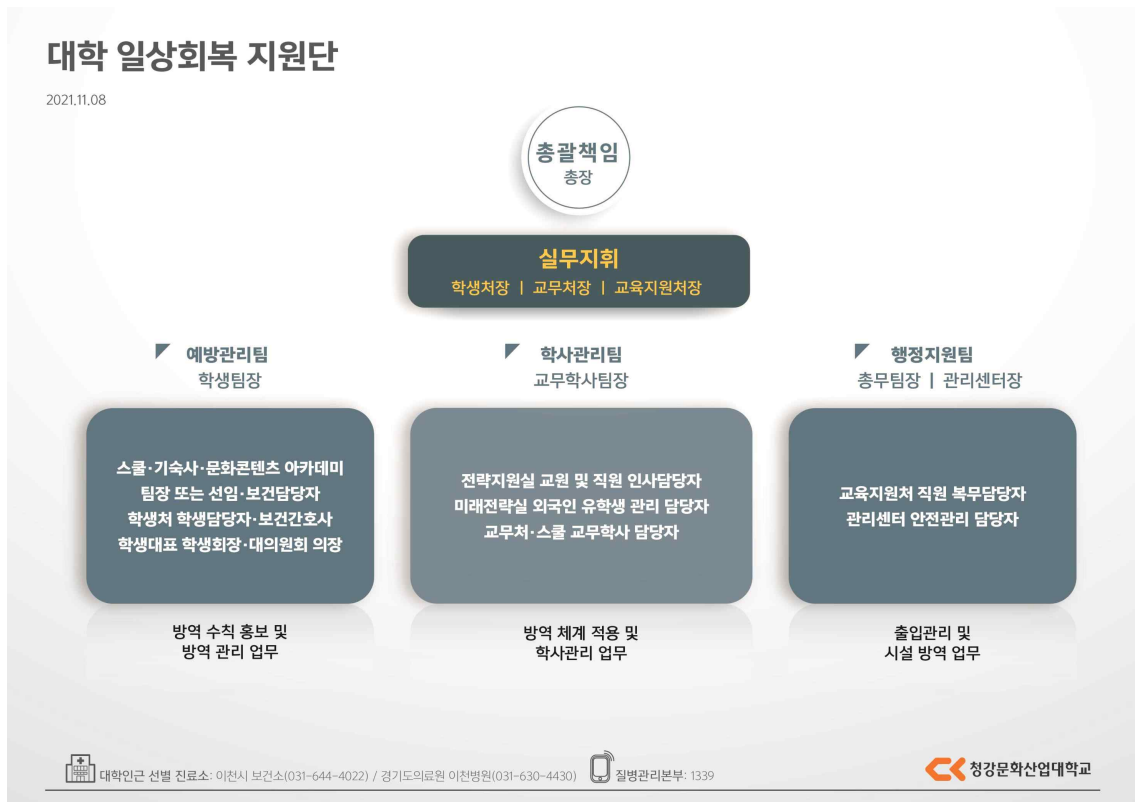 대학 일상회복 지원단
2021.11.08
총괄책임
총장
실무지휘
학생처장 | 교무처장 | 교육지원처장
예방관리팀
학생팀장
스쿨·기숙사·문화콘텐츠 아카데미
팀장 또는 선임·보건담당자
학생처 학생담당자·보건간호사
학생대표 학생회장·대의원회 의장
방역 수칙 홍보 및
방역 관리 업무
학사관리팀
교무학사팀장
전략지원실 교원 및 직원 인사담당자
미래전략실 외국인 유학생 관리 담당자
교무처·스쿨 교무학사 담당자
방역 체계 적용 및
학사관리 업무
행정지원팀
총무팀장 | 관리센터장
교육지원처 직원 복무담당자
관리센터 안전관리 담당자
출입관리 및
시설 방역 업무
대학인근 선별 진료소: 이천시 보건소(031-644-4022) / 경기도의료원 이천병원(031-630-4430)
질병관리본부: 1339
청강문화산업대학교